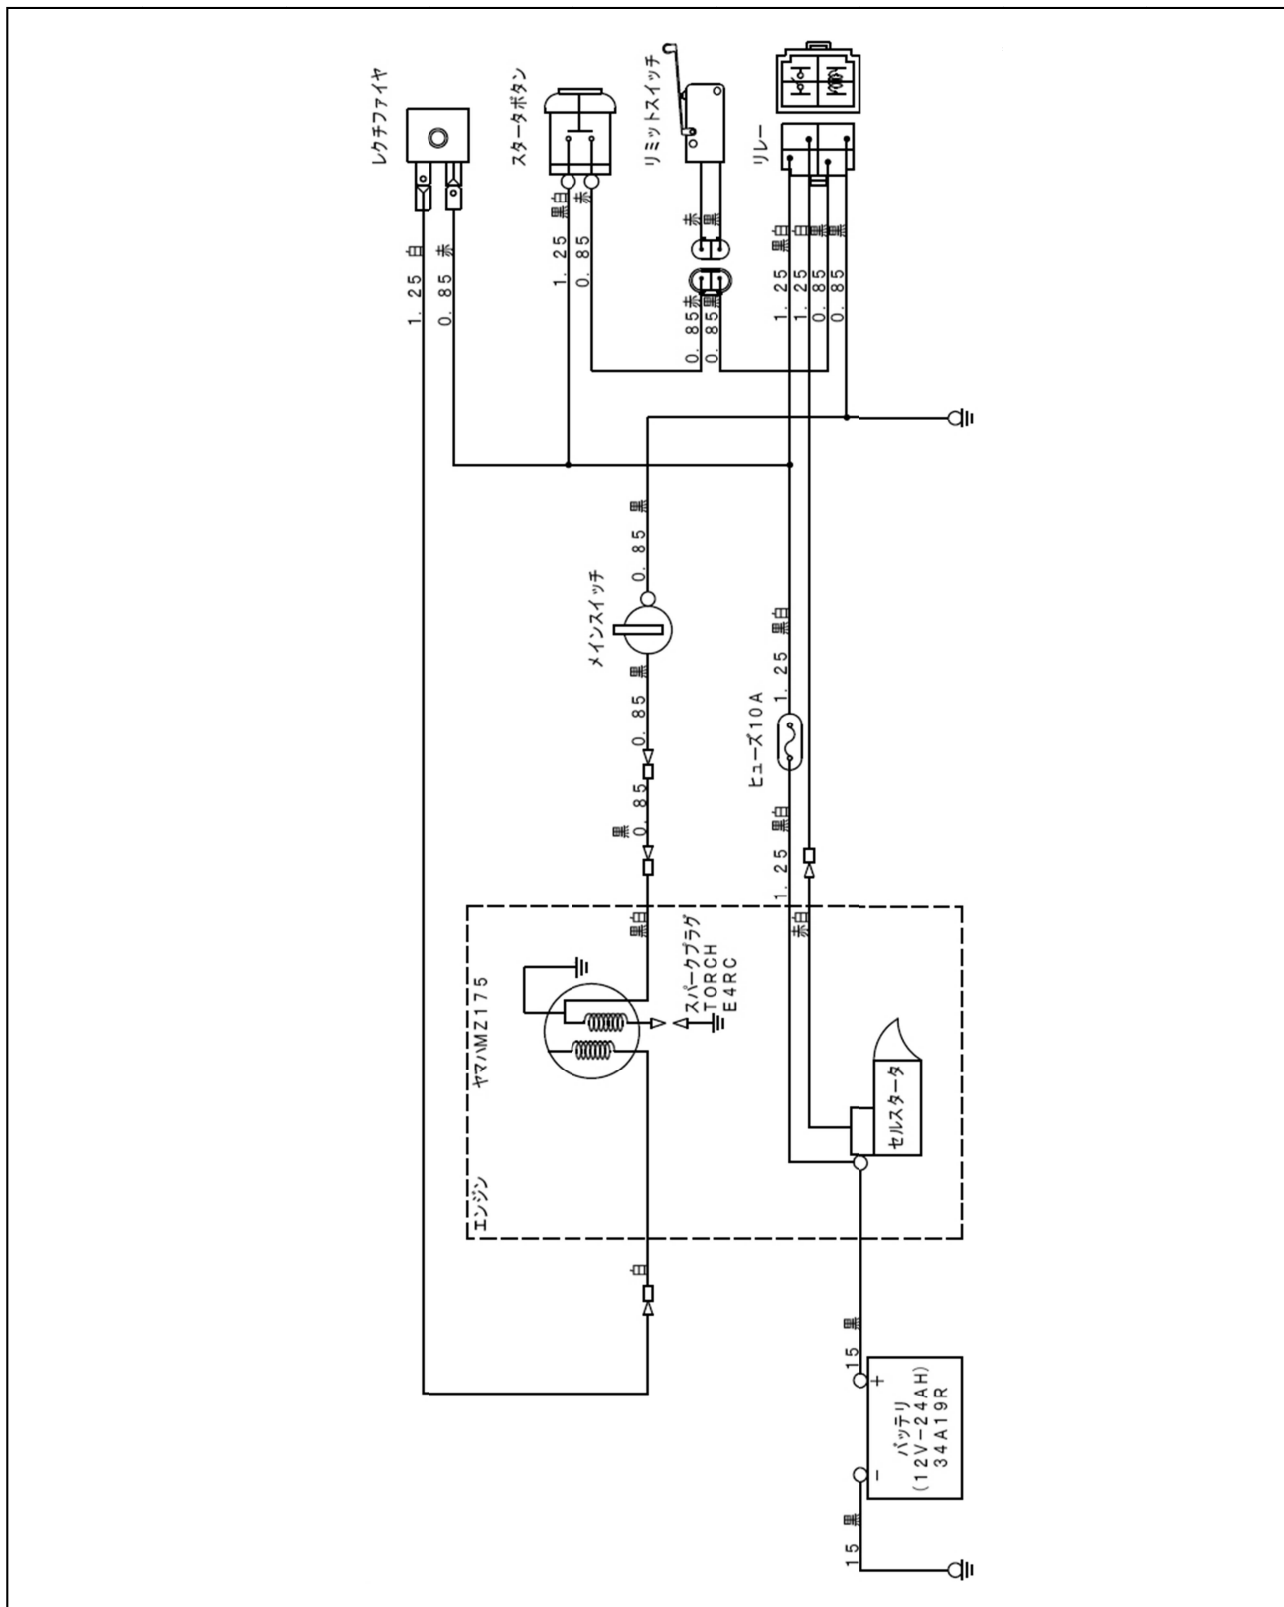 レクチファイヤ
1.25 白
0.85 赤
エンジン
ヤマハMZ175
スタータボタン
1.25 黒白
0.85 赤
メインスイッチ
白
黒白
黒
0.85
0.85 黒
0.85 黒
リミットスイッチ
0.85赤
赤
0.85黒
黒
スパークプラグ
TORCH
E4RC
ヒューズ10A
リレー
1.25 黒白
1.25 黒白
1.25 黒白
赤白
1.25 白
0.85 黒
0.85 黒
15 黒
15 黒
セルスタータ
−
+
バッテリ
(12V−24AH)
34A19R